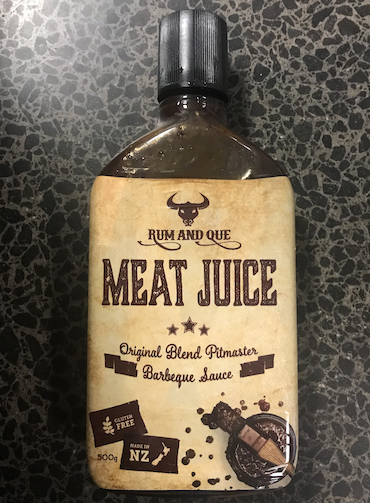 RUM AND QUE
MEAT JUICE
Original Blend Pitmaster
Barbeque Sauce
GLUTEN
FREE
MADE IN
NZ
500g